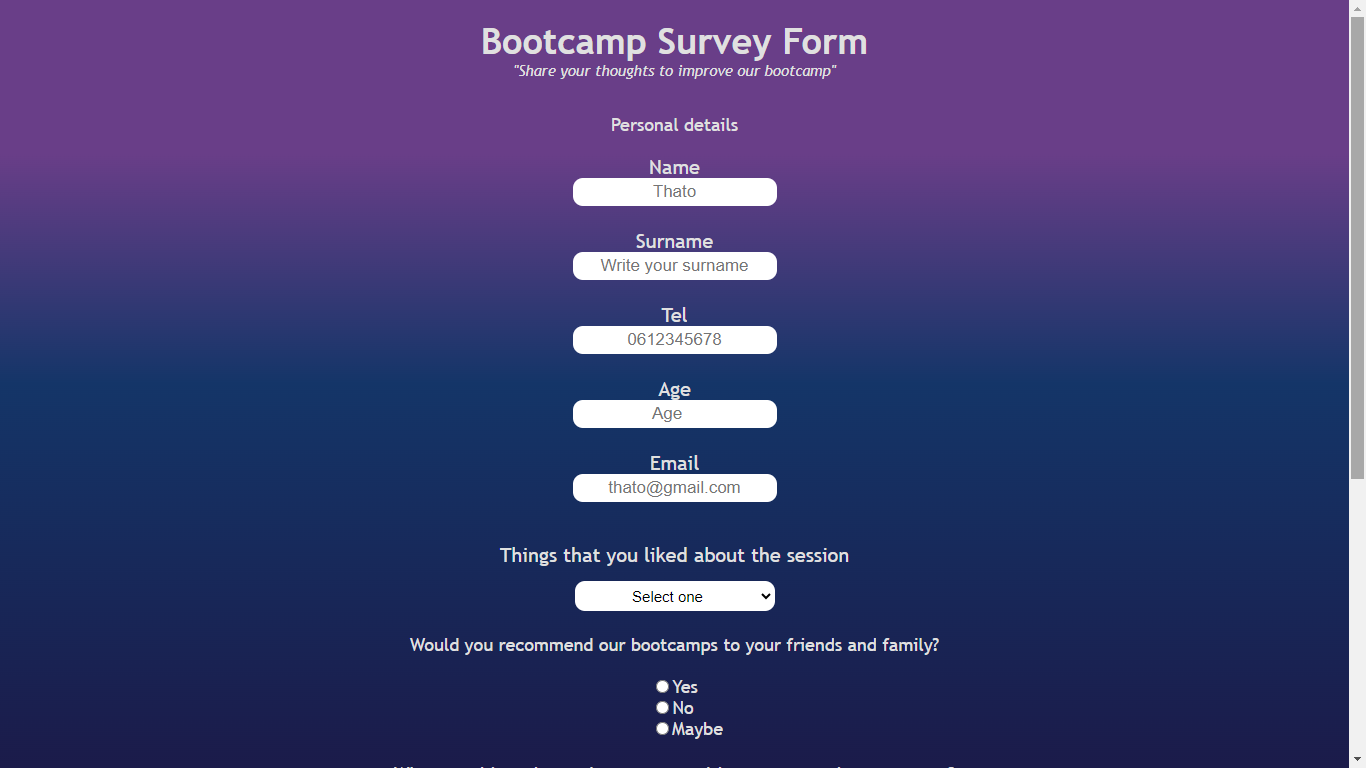 Bootcamp Survey Form
"Share your thoughts to improve our bootcamp"
Personal details
Name
Thato
Surname
Write your surname
Tel
0612345678
Age
Age
Email
thato@gmail.com
Things that you liked about the session
Select one
Would you recommend our bootcamps to your friends and family?
Yes
No
Maybe